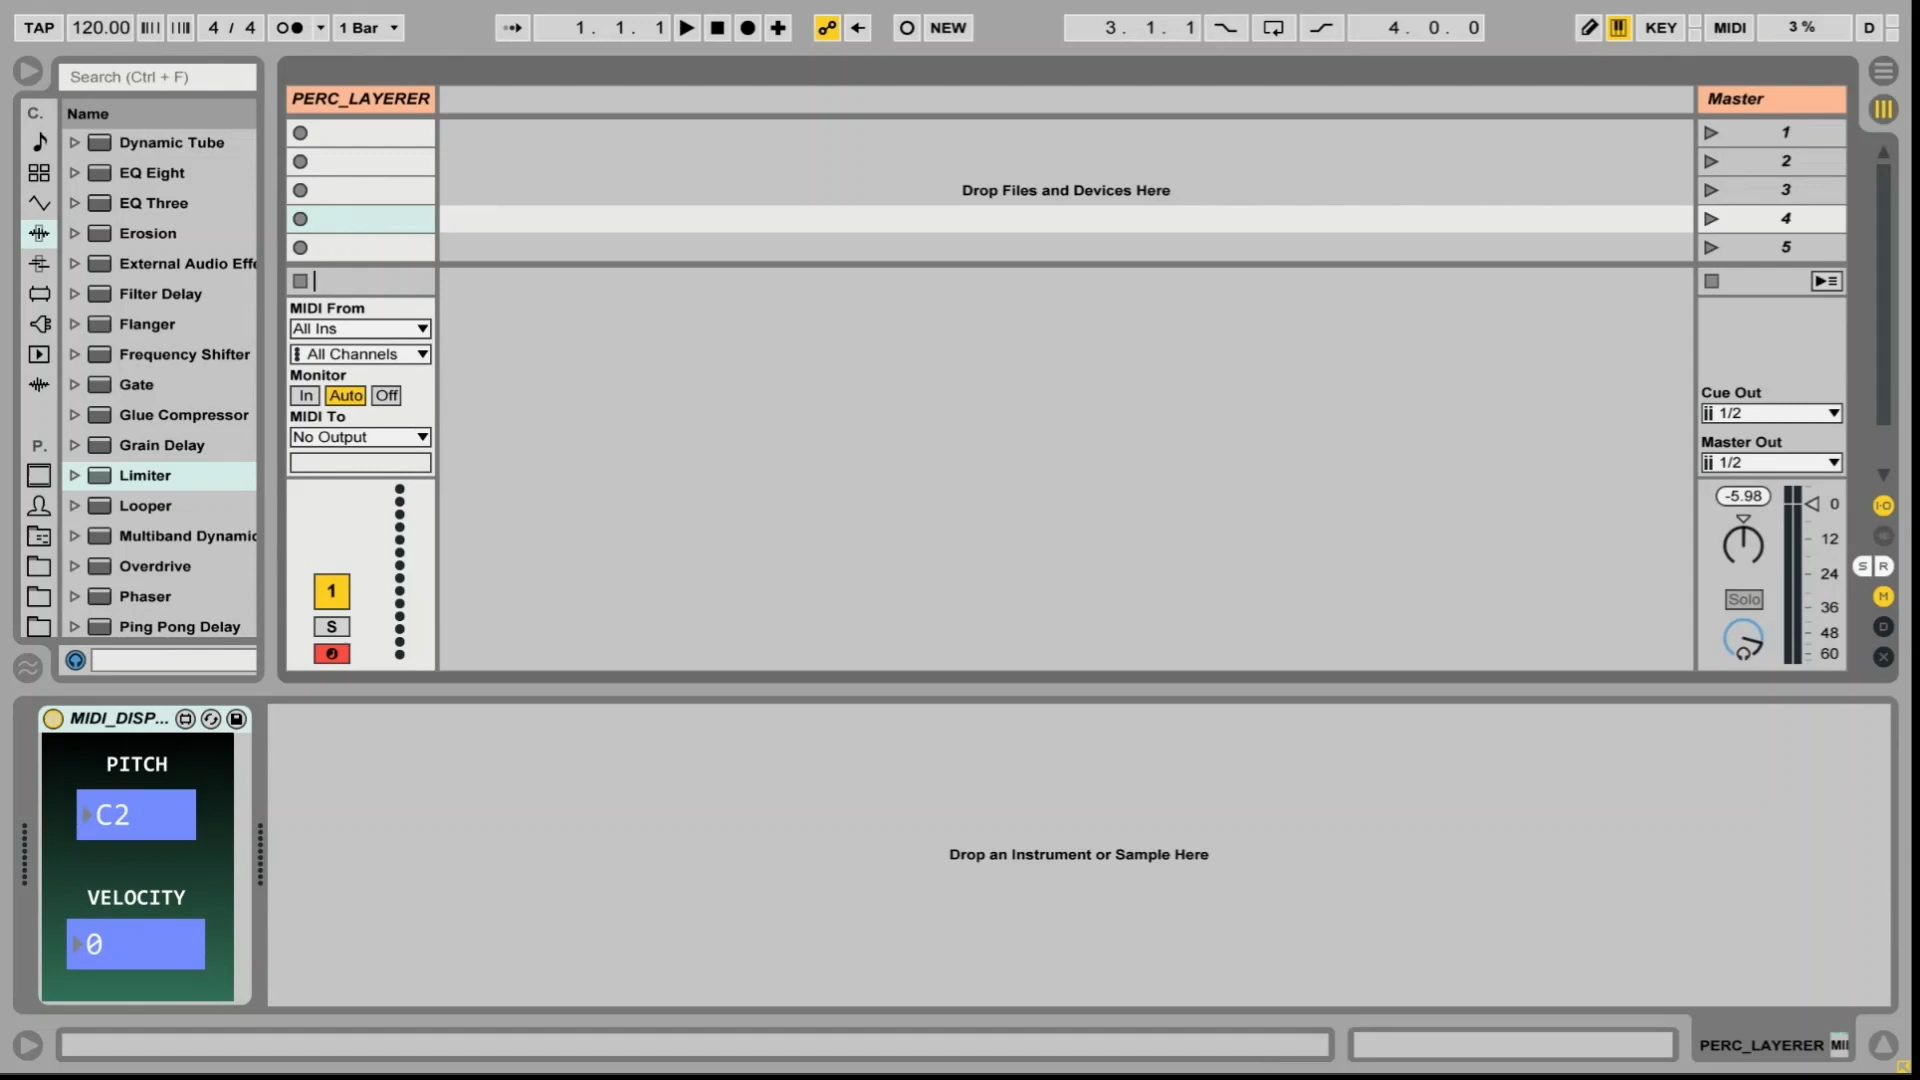 TAP 120.00 4 / 4 1 Bar 1. 1. 1 NEW 3. 1. 1 4. 0. 0 KEY MIDI 3 % D
Search (Ctrl + F)
C. Name
Dynamic Tube
EQ Eight
EQ Three
Erosion
External Audio Effe
Filter Delay
Flanger
Frequency Shifter
Gate
Glue Compressor
P. Grain Delay
Limiter
Looper
Multiband Dynamic
Overdrive
Phaser
Ping Pong Delay
PERC_LAYERER
Drop Files and Devices Here
MIDI From
All Ins
All Channels
Monitor
In Auto Off
MIDI To
No Output
1
S
Master
1
2
3
4
5
Cue Out
1/2
Master Out
1/2
-5.98
0
12
24
36
48
60
Solo
I·O
S R
M
D
X
MIDI_DISP...
PITCH
C2
VELOCITY
0
Drop an Instrument or Sample Here
PERC_LAYERER